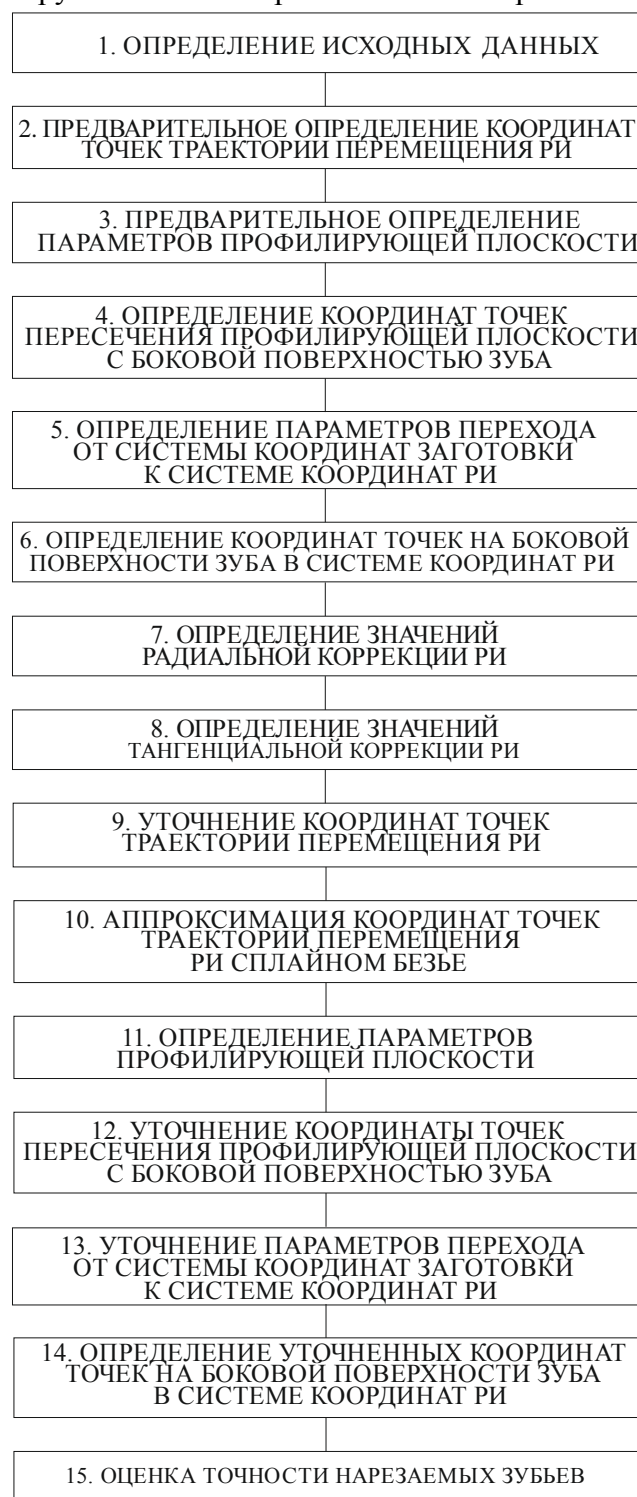 1. ОПРЕДЕЛЕНИЕ ИСХОДНЫХ ДАННЫХ
2. ПРЕДВАРИТЕЛЬНОЕ ОПРЕДЕЛЕНИЕ КООРДИНАТ
ТОЧЕК ТРАЕКТОРИИ ПЕРЕМЕЩЕНИЯ РИ
3. ПРЕДВАРИТЕЛЬНОЕ ОПРЕДЕЛЕНИЕ
ПАРАМЕТРОВ ПРОФИЛИРУЮЩЕЙ ПЛОСКОСТИ
4. ОПРЕДЕЛЕНИЕ КООРДИНАТ ТОЧЕК
ПЕРЕСЕЧЕНИЯ ПРОФИЛИРУЮЩЕЙ ПЛОСКОСТИ
С БОКОВОЙ ПОВЕРХНОСТЬЮ ЗУБА
5. ОПРЕДЕЛЕНИЕ ПАРАМЕТРОВ ПЕРЕХОДА
ОТ СИСТЕМЫ КООРДИНАТ ЗАГОТОВКИ
К СИСТЕМЕ КООРДИНАТ РИ
6. ОПРЕДЕЛЕНИЕ КООРДИНАТ ТОЧЕК НА БОКОВОЙ
ПОВЕРХНОСТИ ЗУБА В СИСТЕМЕ КООРДИНАТ РИ
7. ОПРЕДЕЛЕНИЕ ЗНАЧЕНИЙ
РАДИАЛЬНОЙ КОРРЕКЦИИ РИ
8. ОПРЕДЕЛЕНИЕ ЗНАЧЕНИЙ
ТАНГЕНЦИАЛЬНОЙ КОРРЕКЦИИ РИ
9. УТОЧНЕНИЕ КООРДИНАТ ТОЧЕК
ТРАЕКТОРИИ ПЕРЕМЕЩЕНИЯ РИ
10. АППРОКСИМАЦИЯ КООРДИНАТ ТОЧЕК
ТРАЕКТОРИИ ПЕРЕМЕЩЕНИЯ
РИ СПЛАЙНОМ БЕЗЬЕ
11. ОПРЕДЕЛЕНИЕ ПАРАМЕТРОВ
ПРОФИЛИРУЮЩЕЙ ПЛОСКОСТИ
12. УТОЧНЕНИЕ КООРДИНАТЫ ТОЧЕК
ПЕРЕСЕЧЕНИЯ ПРОФИЛИРУЮЩЕЙ ПЛОСКОСТИ
С БОКОВОЙ ПОВЕРХНОСТЬЮ ЗУБА
13. УТОЧНЕНИЕ ПАРАМЕТРОВ ПЕРЕХОДА
ОТ СИСТЕМЫ КООРДИНАТ ЗАГОТОВКИ
К СИСТЕМЕ КООРДИНАТ РИ
14. ОПРЕДЕЛЕНИЕ УТОЧНЕННЫХ КООРДИНАТ
ТОЧЕК НА БОКОВОЙ ПОВЕРХНОСТИ ЗУБА
В СИСТЕМЕ КООРДИНАТ РИ
15. ОЦЕНКА ТОЧНОСТИ НАРЕЗАЕМЫХ ЗУБЬЕВ